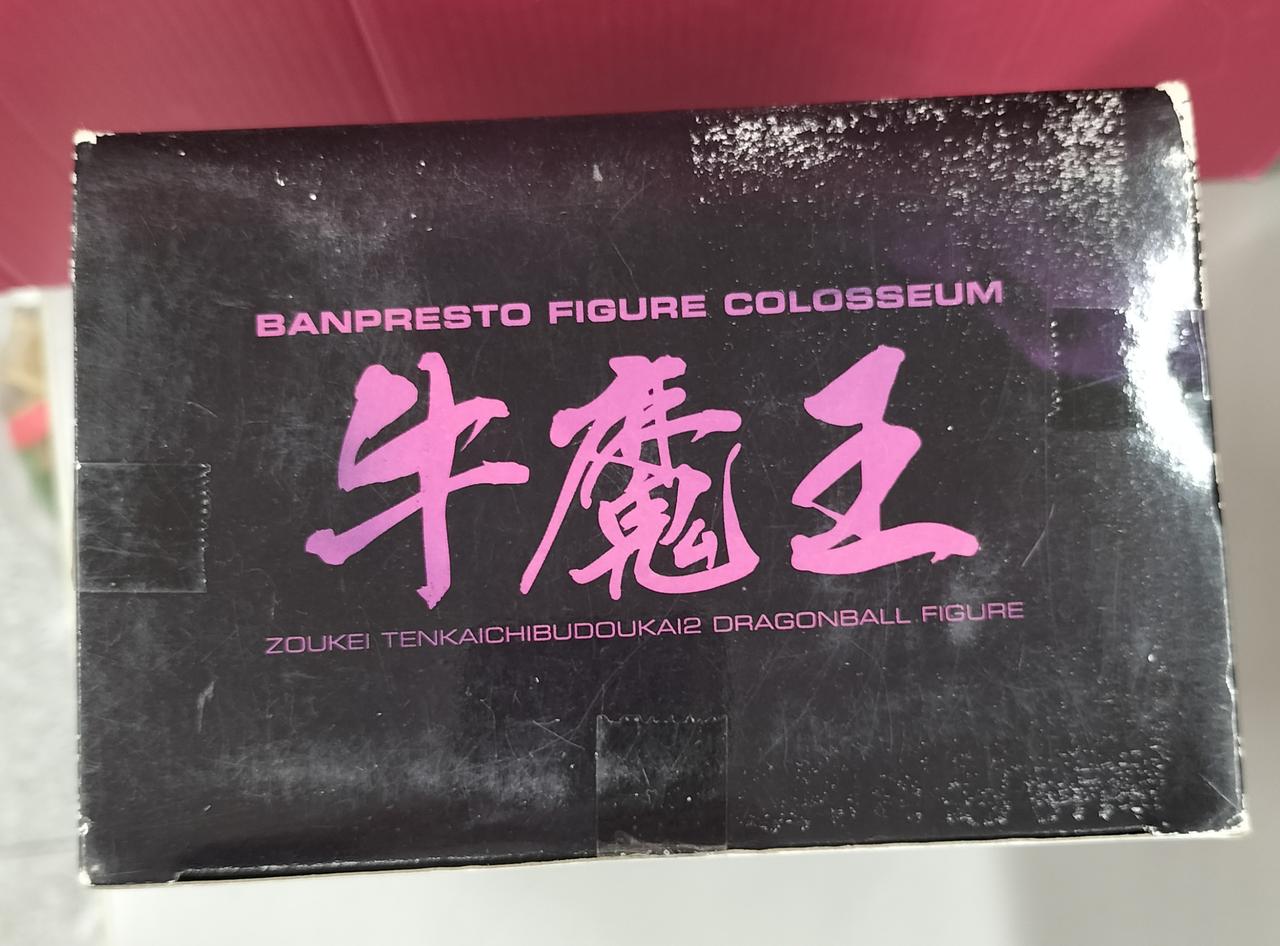 BANPRESTO FIGURE COLOSSEUM
牛魔王
ZOUKEI TENKAICHIBUDOUKAI2 DRAGONBALL FIGURE